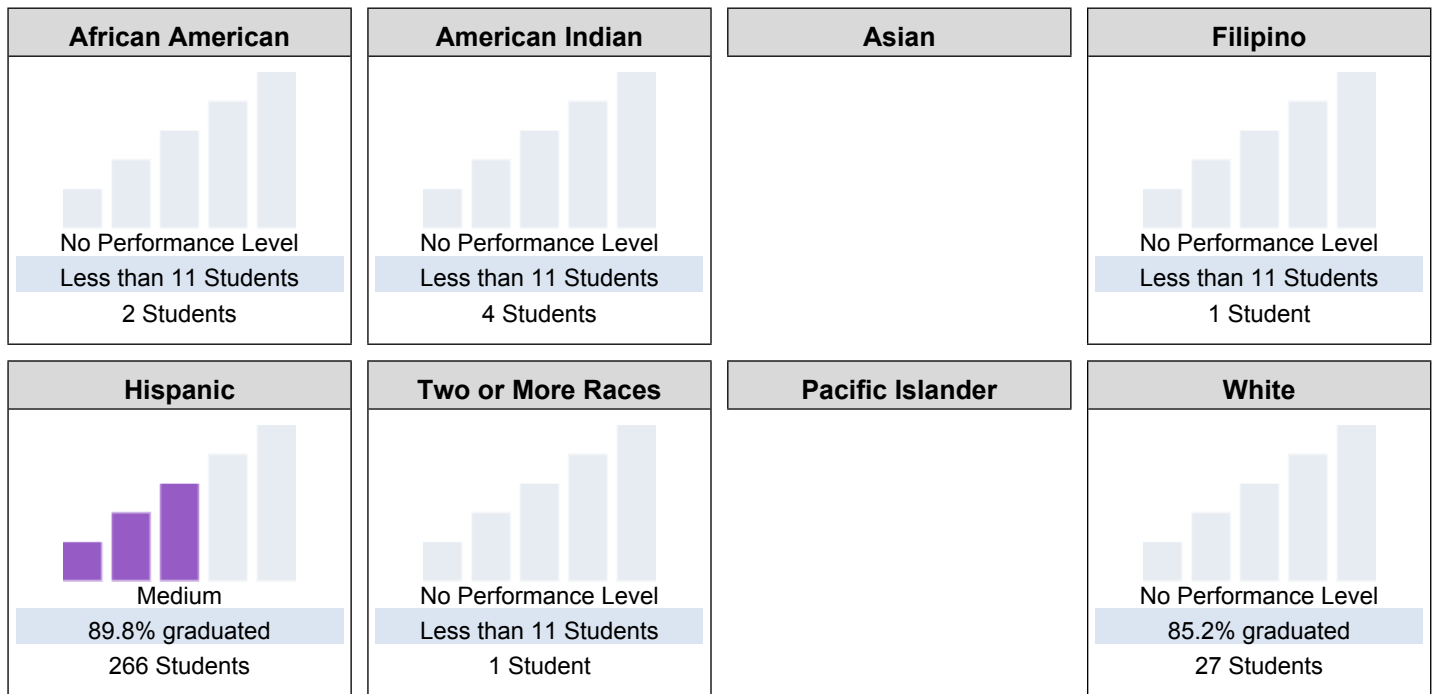 African American
No Performance Level
Less than 11 Students
2 Students
American Indian
No Performance Level
Less than 11 Students
4 Students
Asian
Filipino
No Performance Level
Less than 11 Students
1 Student
Hispanic
Medium
89.8% graduated
266 Students
Two or More Races
No Performance Level
Less than 11 Students
1 Student
Pacific Islander
White
No Performance Level
85.2% graduated
27 Students